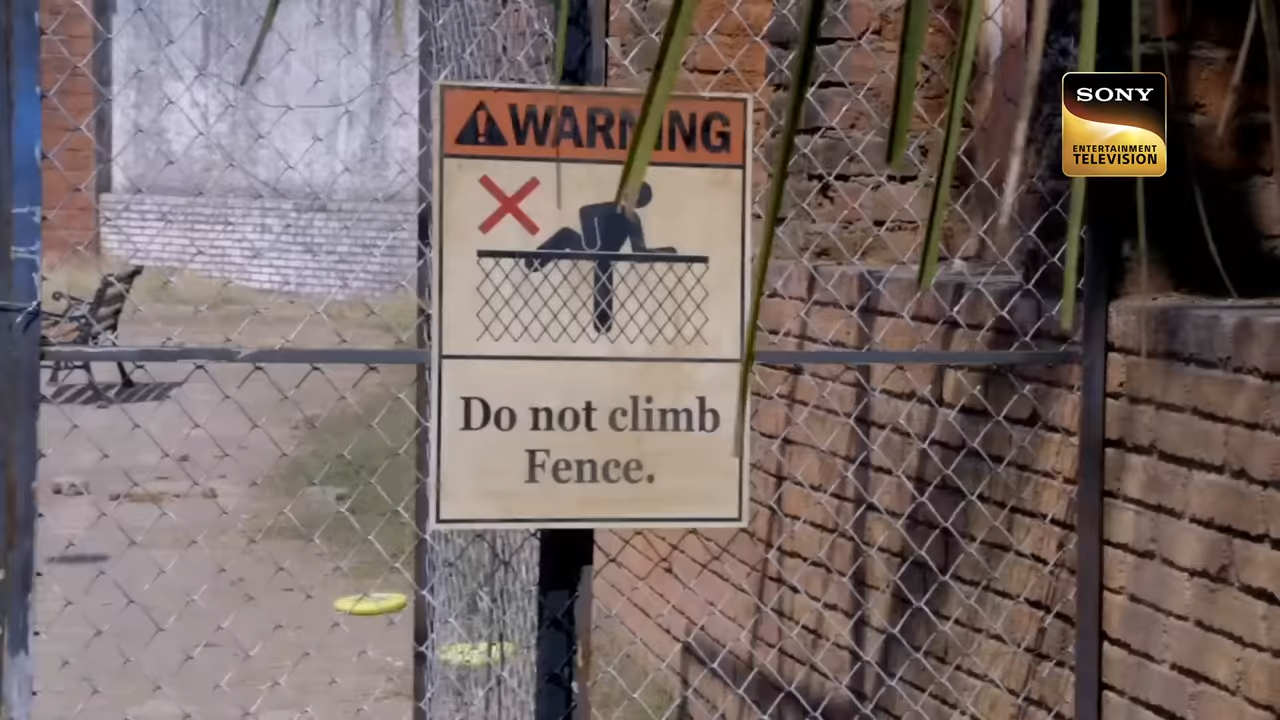 WARNING
Do not climb
Fence.
SONY
ENTERTAINMENT
TELEVISION